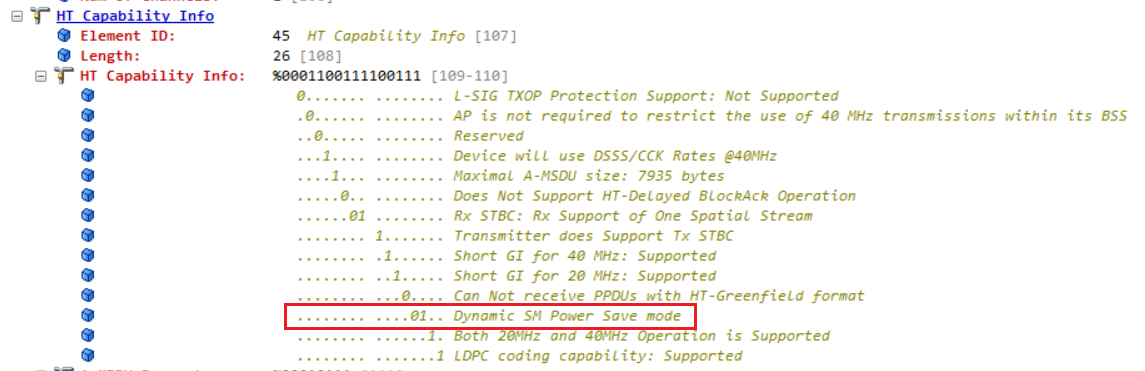 HT Capability Info
Element ID: 45 HT Capability Info [107]
Length: 26 [108]
HT Capability Info: %0001100111100111 [109-110]
0....... ........ L-SIG TXOP Protection Support: Not Supported
.0...... ........ AP is not required to restrict the use of 40 MHz transmissions within its BSS
..0..... ........ Reserved
...1.... ........ Device will use DSSS/CCK Rates @40MHz
....1... ........ Maximal A-MSDU size: 7935 bytes
.....0.. ........ Does Not Support HT-Delayed BlockAck Operation
......01 ........ Rx STBC: Rx Support of One Spatial Stream
........ 1....... Transmitter does Support Tx STBC
........ .1...... Short GI for 40 MHz: Supported
........ ..1..... Short GI for 20 MHz: Supported
........ ...0.... Can Not receive PPDUs with HT-Greenfield format
........ ....01.. Dynamic SM Power Save mode
........ ......1. Both 20MHz and 40MHz Operation is Supported
........ .......1 LDPC coding capability: Supported